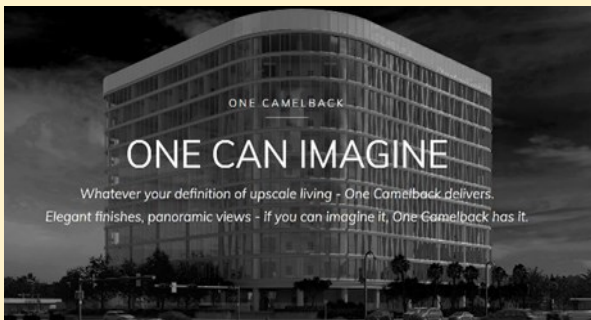 ONE CAMELBACK
ONE CAN IMAGINE
Whatever your definition of upscale living - One Camelback delivers.
Elegant finishes, panoramic views - if you can imagine it, One Camelback has it.